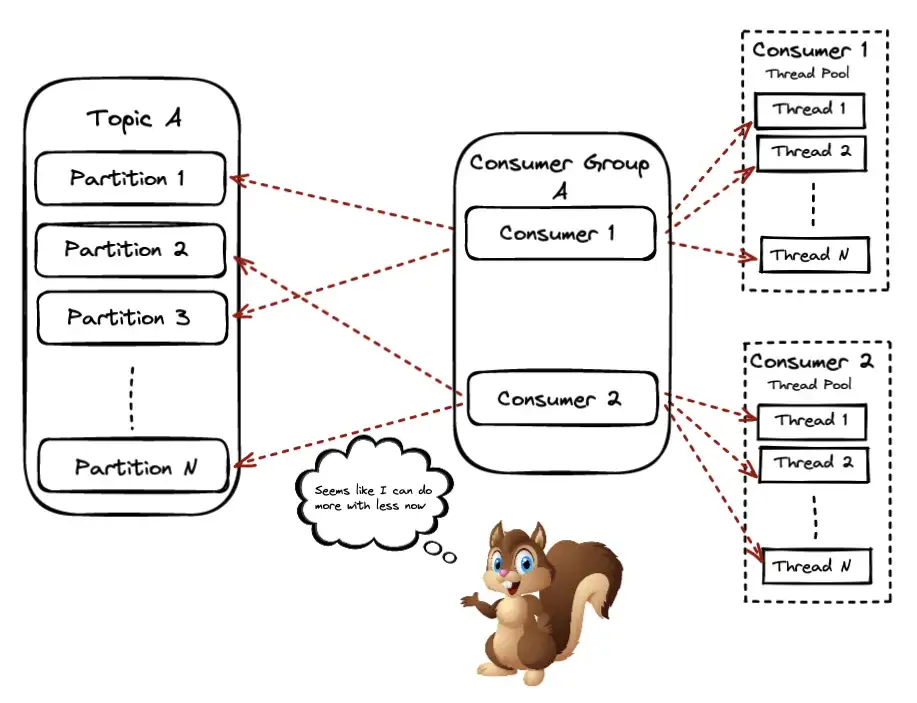 Topic A
Partition 1
Partition 2
Partition 3
Partition N
Consumer Group
A
Consumer 1
Consumer 2
Consumer 1
Thread Pool
Thread 1
Thread 2
Thread N
Consumer 2
Thread Pool
Thread 1
Thread 2
Thread N
Seems like I can do
more with less now